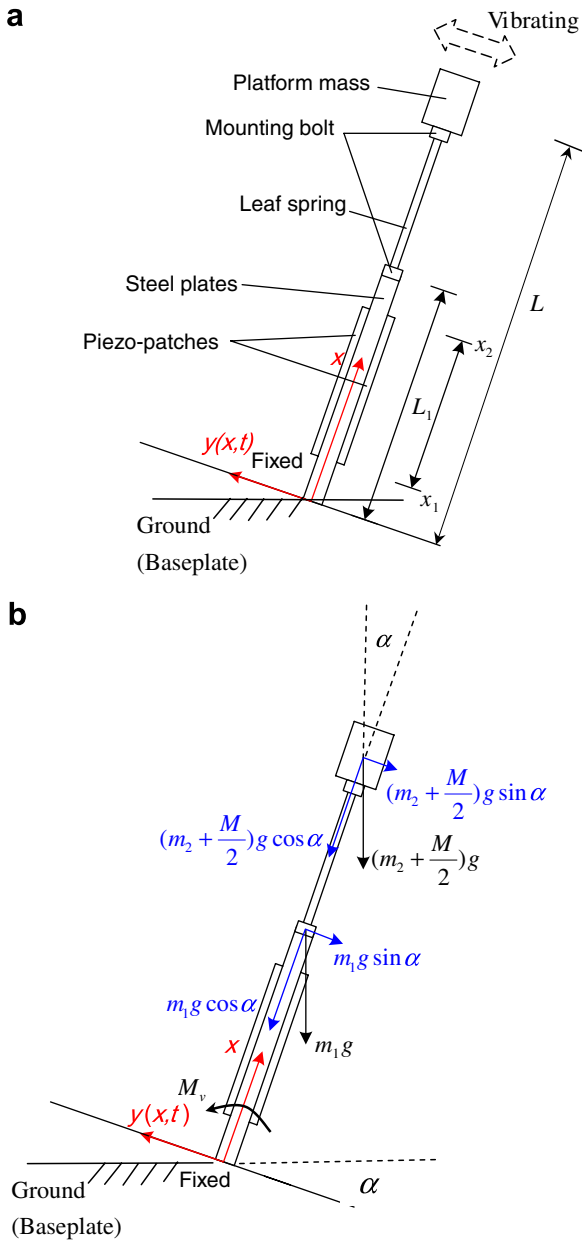 a
Vibrating
Platform mass
Mounting bolt
Leaf spring
Steel plates
Piezo-patches
x
L
x₂
L₁
y(x,t)
Fixed
x₁
Ground
(Baseplate)
b
α
(m₂ + M/2)g sin α
(m₂ + M/2)g cos α
(m₂ + M/2)g
m₁g sin α
m₁g cos α
x
m₁g
Mᵥ
y(x,t)
Fixed
α
Ground
(Baseplate)